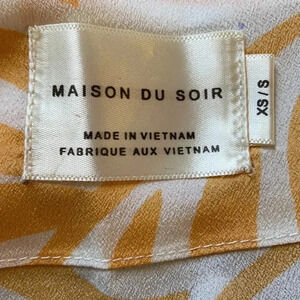 MAISON DU SOIR
MADE IN VIETNAM
FABRIQUE AUX VIETNAM
XS / S